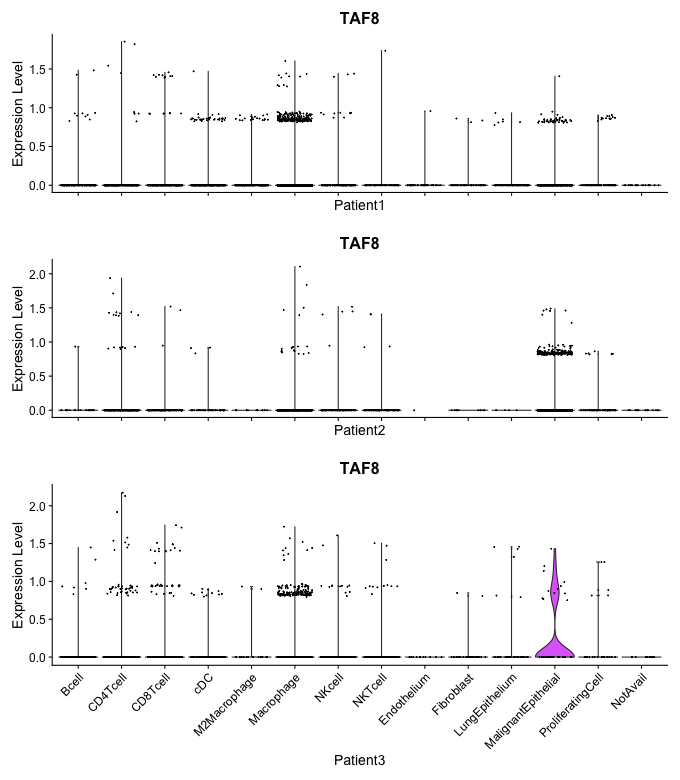 TAF8
Expression Level
1.5
1.0
0.5
0.0
Patient1
TAF8
Expression Level
2.0
1.5
1.0
0.5
0.0
Patient2
TAF8
Expression Level
2.0
1.5
1.0
0.5
0.0
Bcell
CD4Tcell
CD8Tcell
cDC
M2Macrophage
Macrophage
NKcell
NKTcell
Endothelium
Fibroblast
LungEpithelium
MalignantEpithelial
ProliferatingCell
NotAvail
Patient3